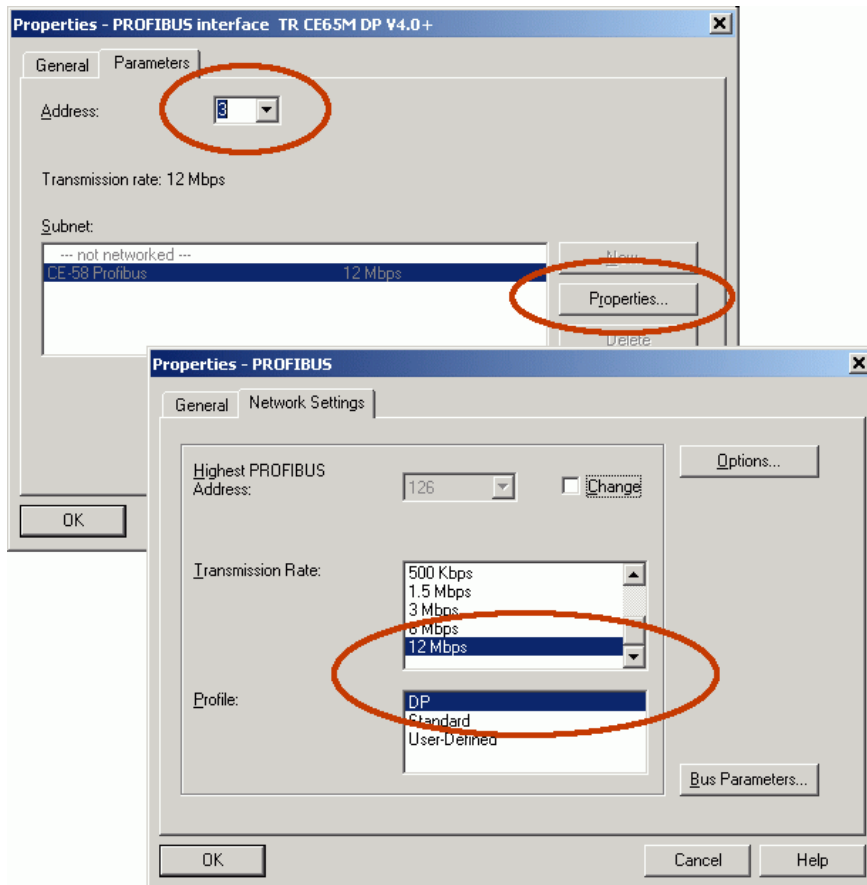 Properties - PROFIBUS interface TR CE65M DP V4.0+
General Parameters
Address: 3
Transmission rate: 12 Mbps
Subnet:
--- not networked ---
CE-58 Profibus 12 Mbps
New...
Properties...
Delete
OK
Properties - PROFIBUS
General Network Settings
Highest PROFIBUS
Address:
126
Change
Options...
Transmission Rate:
500 Kbps
1.5 Mbps
3 Mbps
6 Mbps
12 Mbps
Profile:
DP
Standard
User-Defined
Bus Parameters...
OK Cancel Help